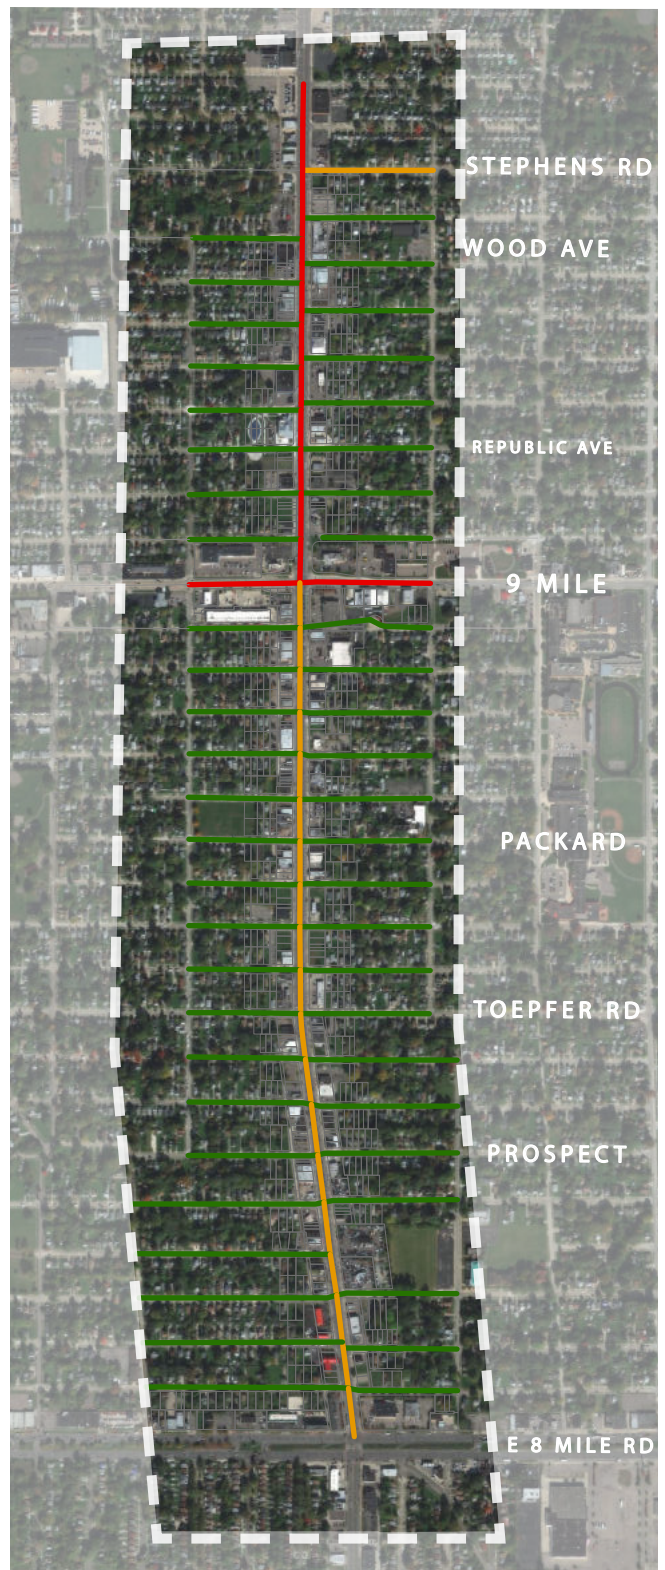 STEPHENS RD
WOOD AVE
REPUBLIC AVE
9 MILE
PACKARD
TOEPFER RD
PROSPECT
E 8 MILE RD